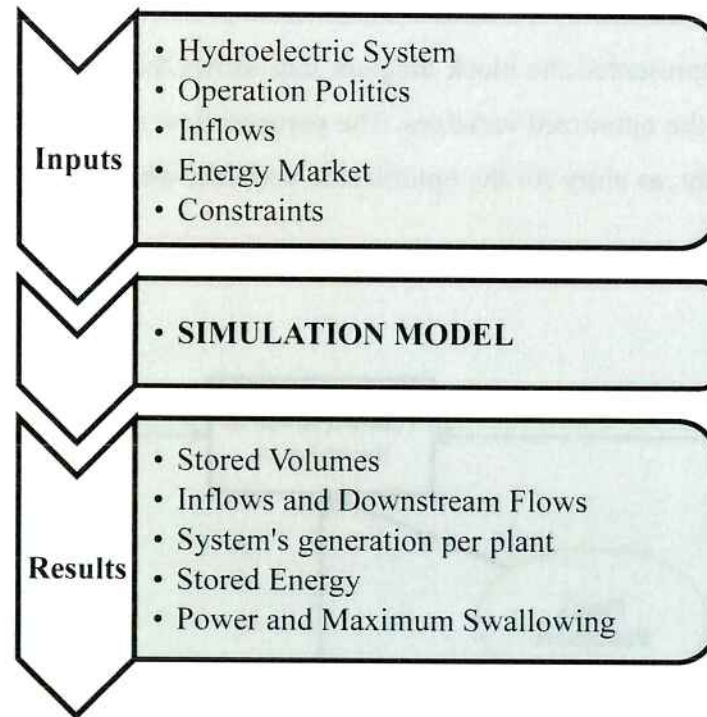 Inputs
• Hydroelectric System
• Operation Politics
• Inflows
• Energy Market
• Constraints
• SIMULATION MODEL
Results
• Stored Volumes
• Inflows and Downstream Flows
• System's generation per plant
• Stored Energy
• Power and Maximum Swallowing